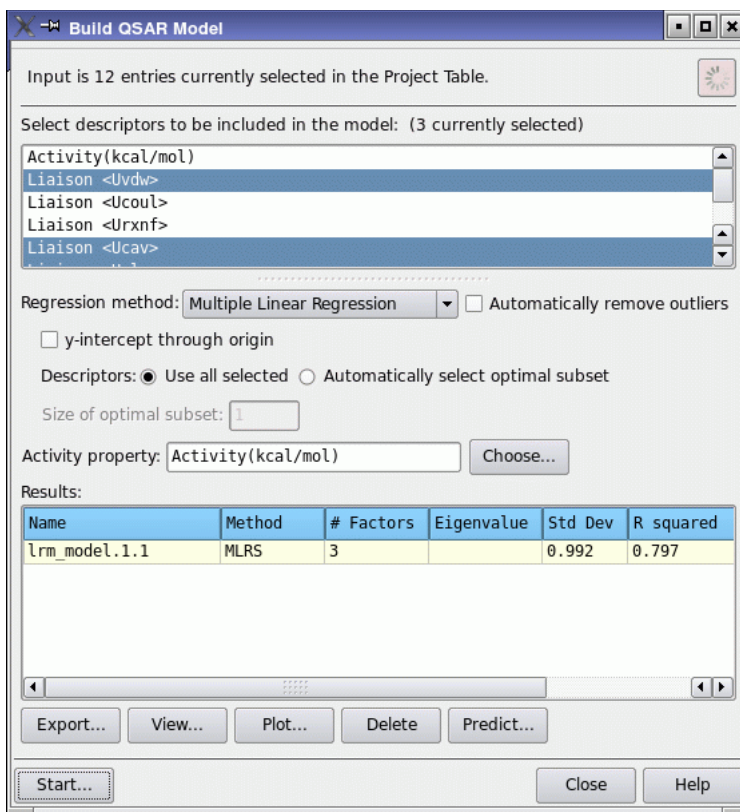 Build QSAR Model
Input is 12 entries currently selected in the Project Table.
Select descriptors to be included in the model: (3 currently selected)
Activity(kcal/mol)
Liaison <Uvdw>
Liaison <Ucoul>
Liaison <Urxnf>
Liaison <Ucav>
Regression method: Multiple Linear Regression Automatically remove outliers
y-intercept through origin
Descriptors: Use all selected Automatically select optimal subset
Size of optimal subset: 1
Activity property: Activity(kcal/mol) Choose...
Results:
Name Method # Factors Eigenvalue Std Dev R squared
lrm_model.1.1 MLRS 3 0.992 0.797
Export... View... Plot... Delete Predict...
Start... Close Help